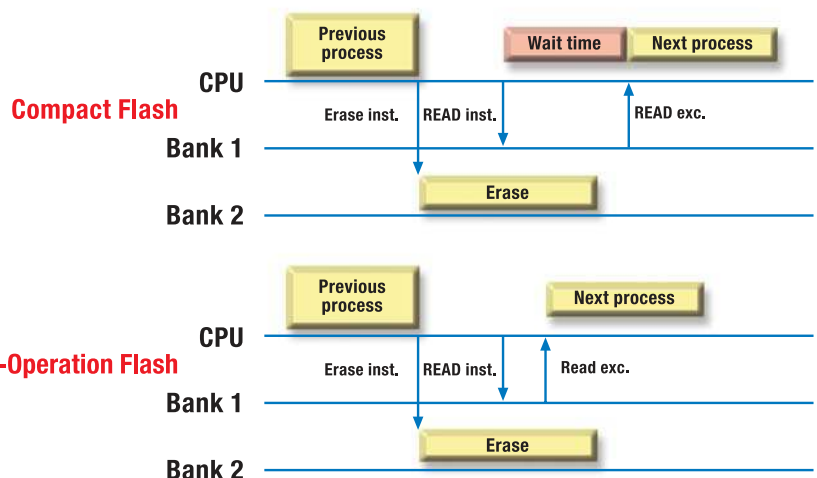 Previous
process
Wait time
Next process
CPU
Compact Flash
Erase inst.
READ inst.
READ exc.
Bank 1
Erase
Bank 2
Previous
process
Next process
CPU
-Operation Flash
Erase inst.
READ inst.
Read exc.
Bank 1
Erase
Bank 2